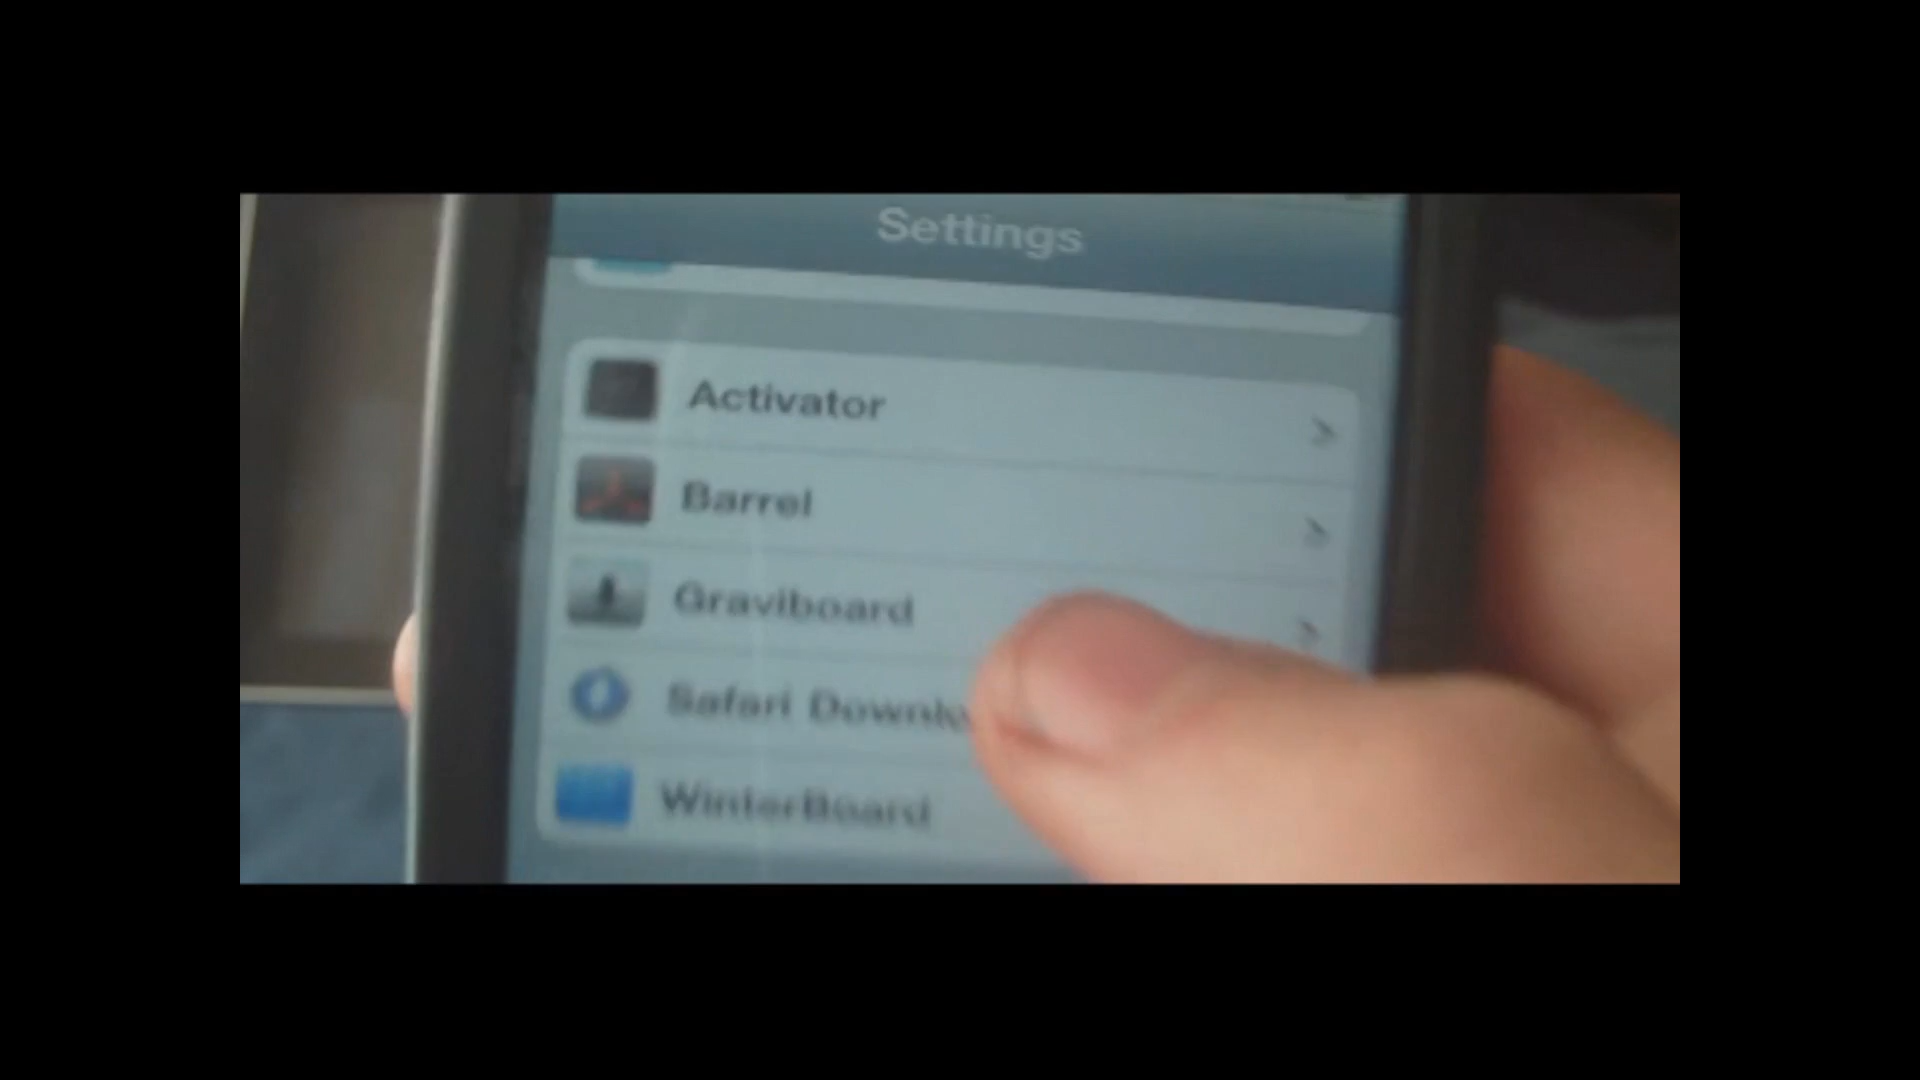 Settings
Activator
Barrel
Graviboard
Safari Downlo
WinterBoard